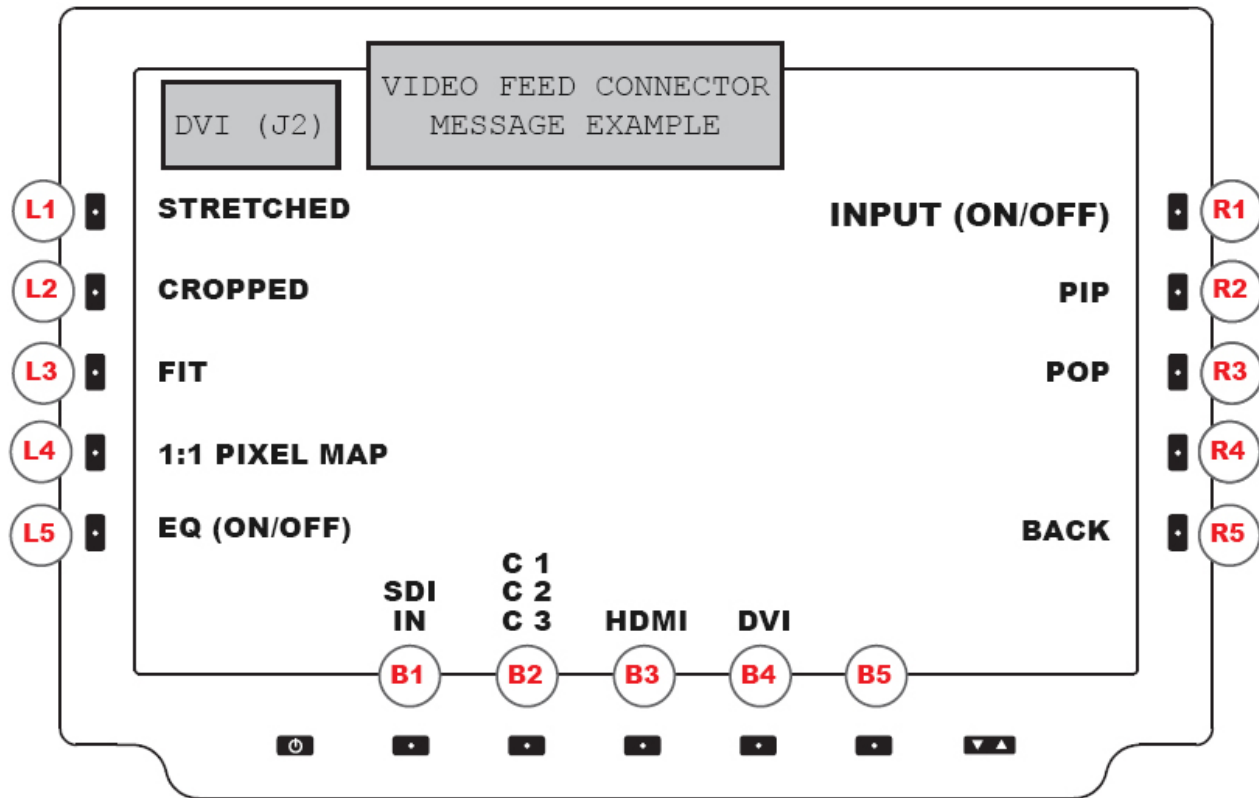 VIDEO FEED CONNECTOR
MESSAGE EXAMPLE
DVI (J2)
L1 STRETCHED INPUT (ON/OFF) R1
L2 CROPPED PIP R2
L3 FIT POP R3
L4 1:1 PIXEL MAP R4
L5 EQ (ON/OFF) BACK R5
SDI
IN
C 1
C 2
C 3
HDMI
DVI
B1 B2 B3 B4 B5